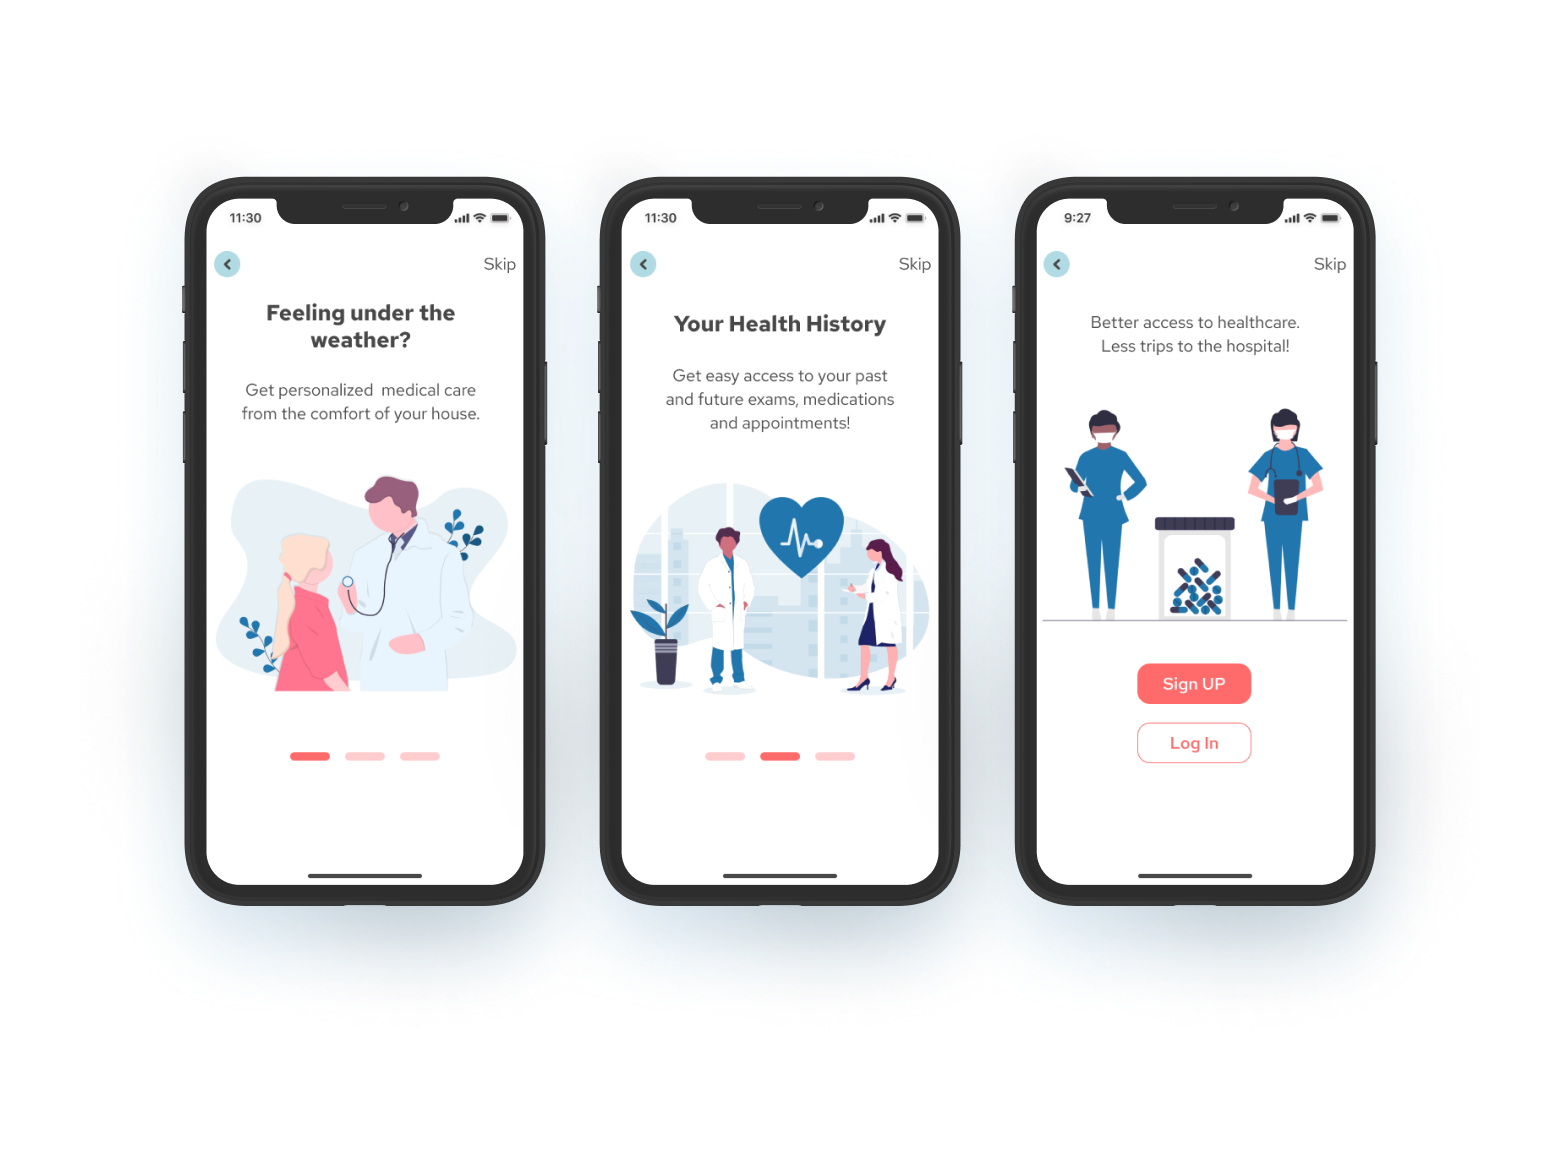 11:30
Skip
Feeling under the
weather?
Get personalized  medical care
from the comfort of your house.
11:30
Skip
Your Health History
Get easy access to your past
and future exams, medications
and appointments!
9:27
Skip
Better access to healthcare.
Less trips to the hospital!
Sign UP
Log In